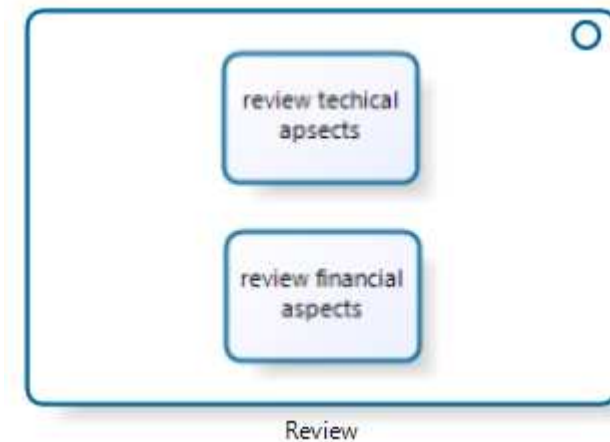 review techical
apsects
review financial
aspects
Review